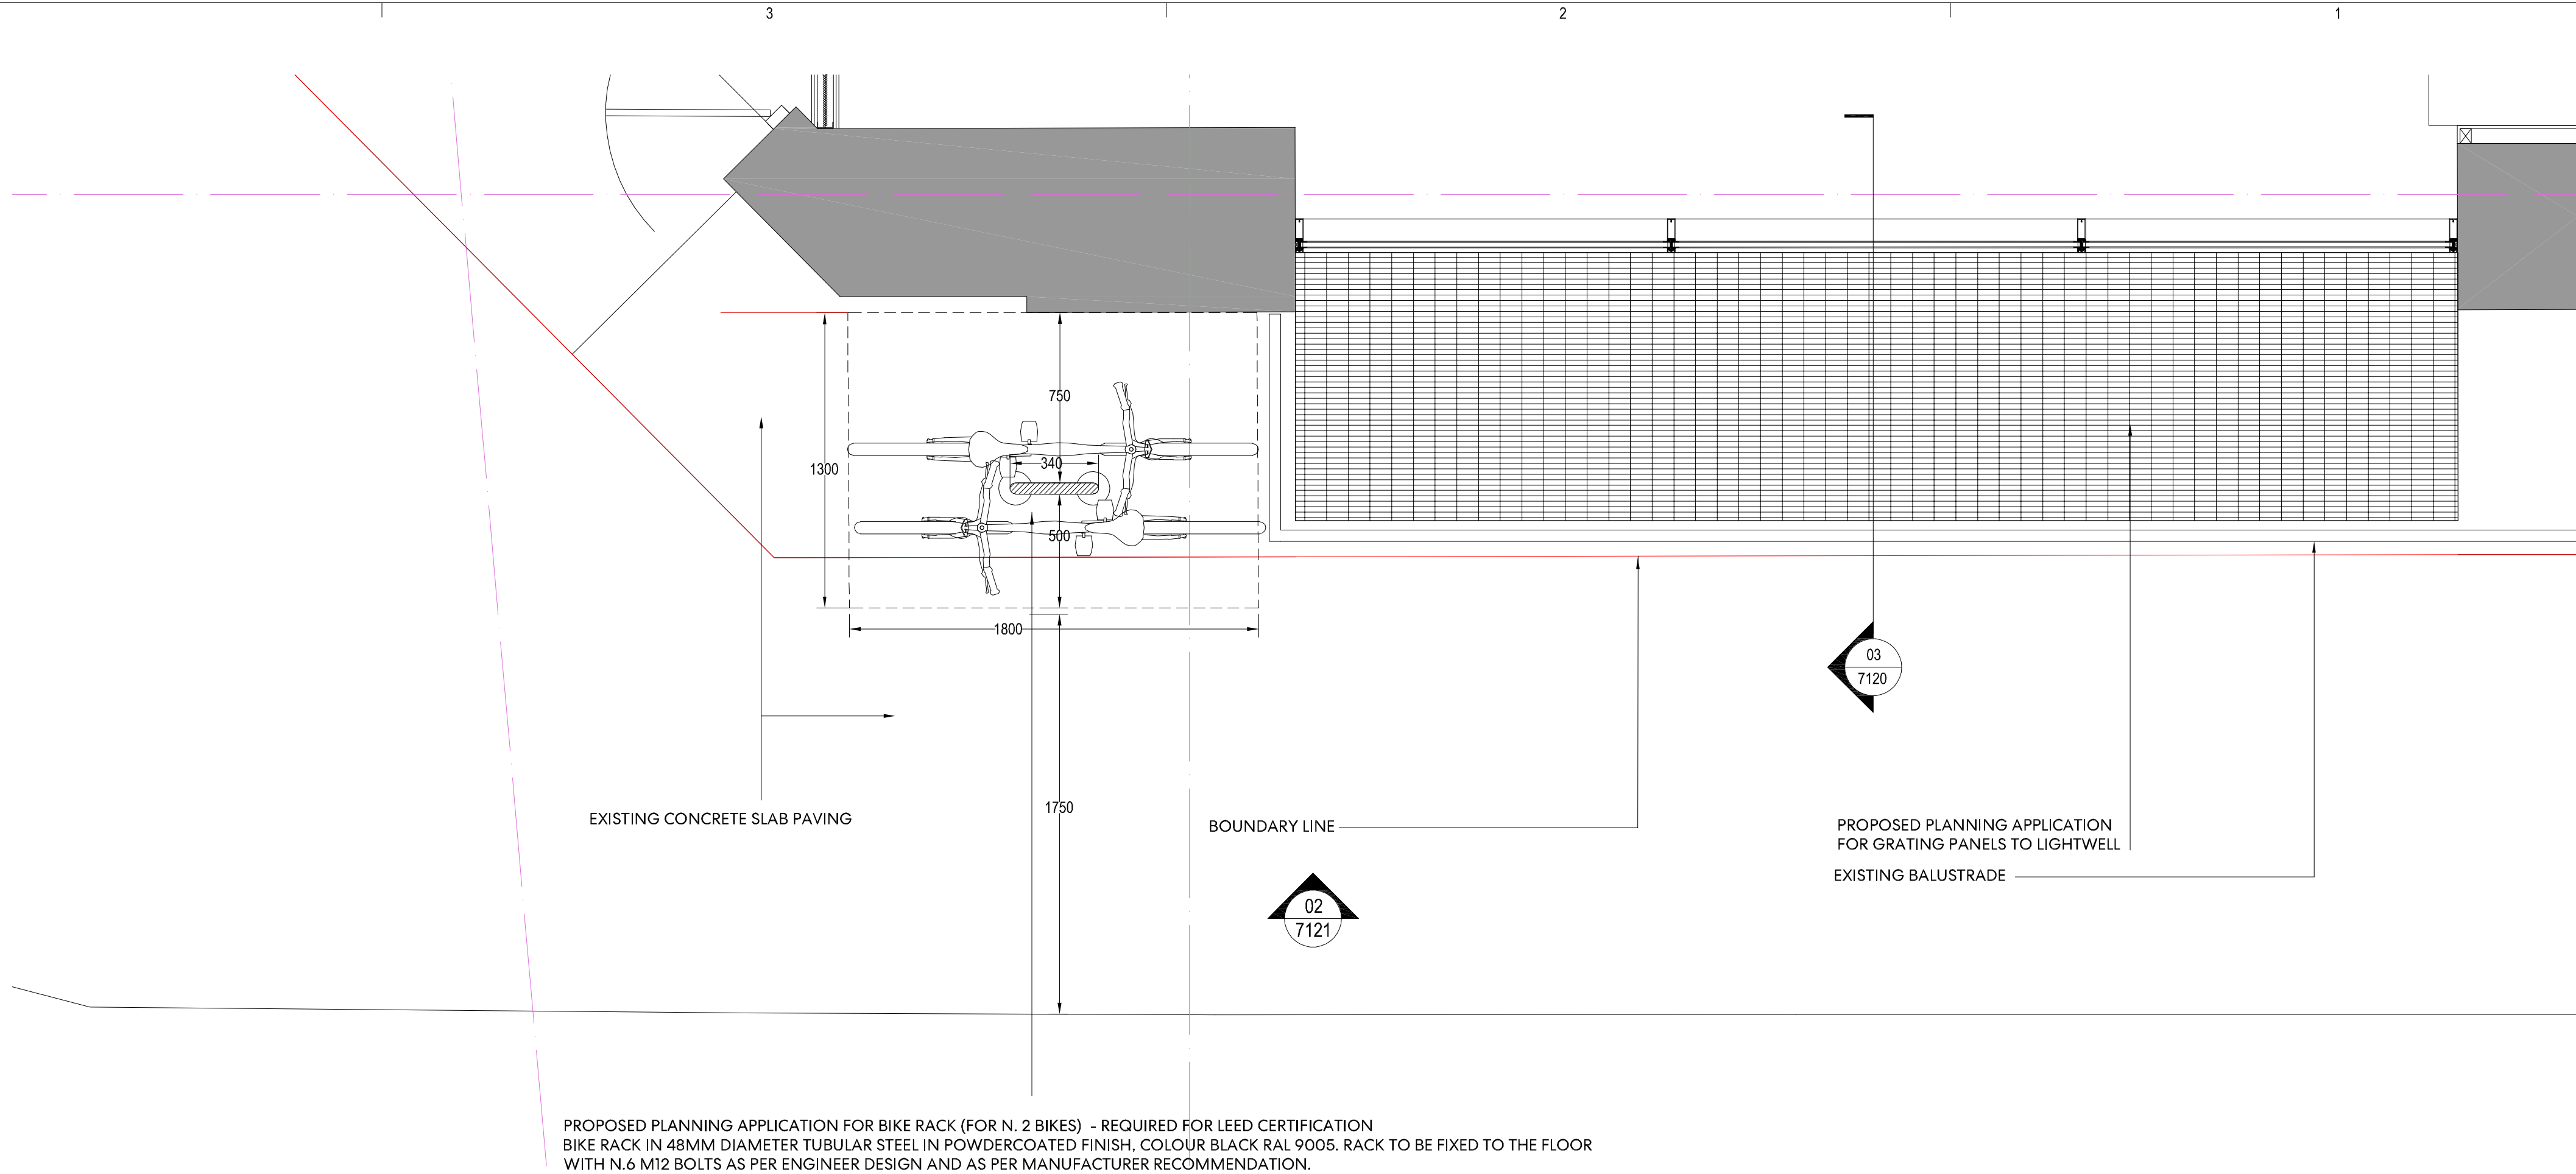 3
2
1
750
1300
340
500
1800
03
7120
1750
EXISTING CONCRETE SLAB PAVING
BOUNDARY LINE
PROPOSED PLANNING APPLICATION
FOR GRATING PANELS TO LIGHTWELL
EXISTING BALUSTRADE
02
7121
PROPOSED PLANNING APPLICATION FOR BIKE RACK (FOR N. 2 BIKES) - REQUIRED FOR LEED CERTIFICATION
BIKE RACK IN 48MM DIAMETER TUBULAR STEEL IN POWDERCOATED FINISH, COLOUR BLACK RAL 9005. RACK TO BE FIXED TO THE FLOOR
WITH N.6 M12 BOLTS AS PER ENGINEER DESIGN AND AS PER MANUFACTURER RECOMMENDATION.